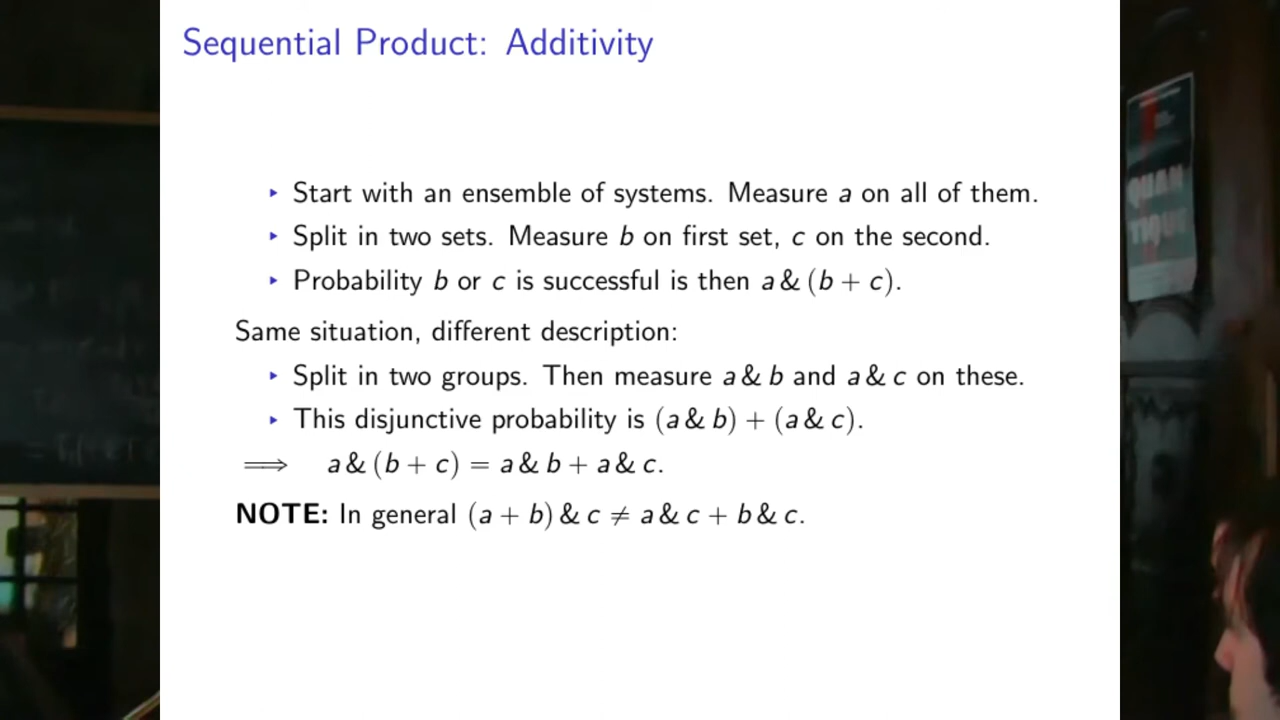 Sequential Product: Additivity
‣ Start with an ensemble of systems. Measure a on all of them.
‣ Split in two sets. Measure b on first set, c on the second.
‣ Probability b or c is successful is then a & (b + c).
Same situation, different description:
‣ Split in two groups. Then measure a & b and a & c on these.
‣ This disjunctive probability is (a & b) + (a & c).
⟹ a & (b + c) = a & b + a & c.
NOTE: In general (a + b) & c ≠ a & c + b & c.
QUAN
TIQUE